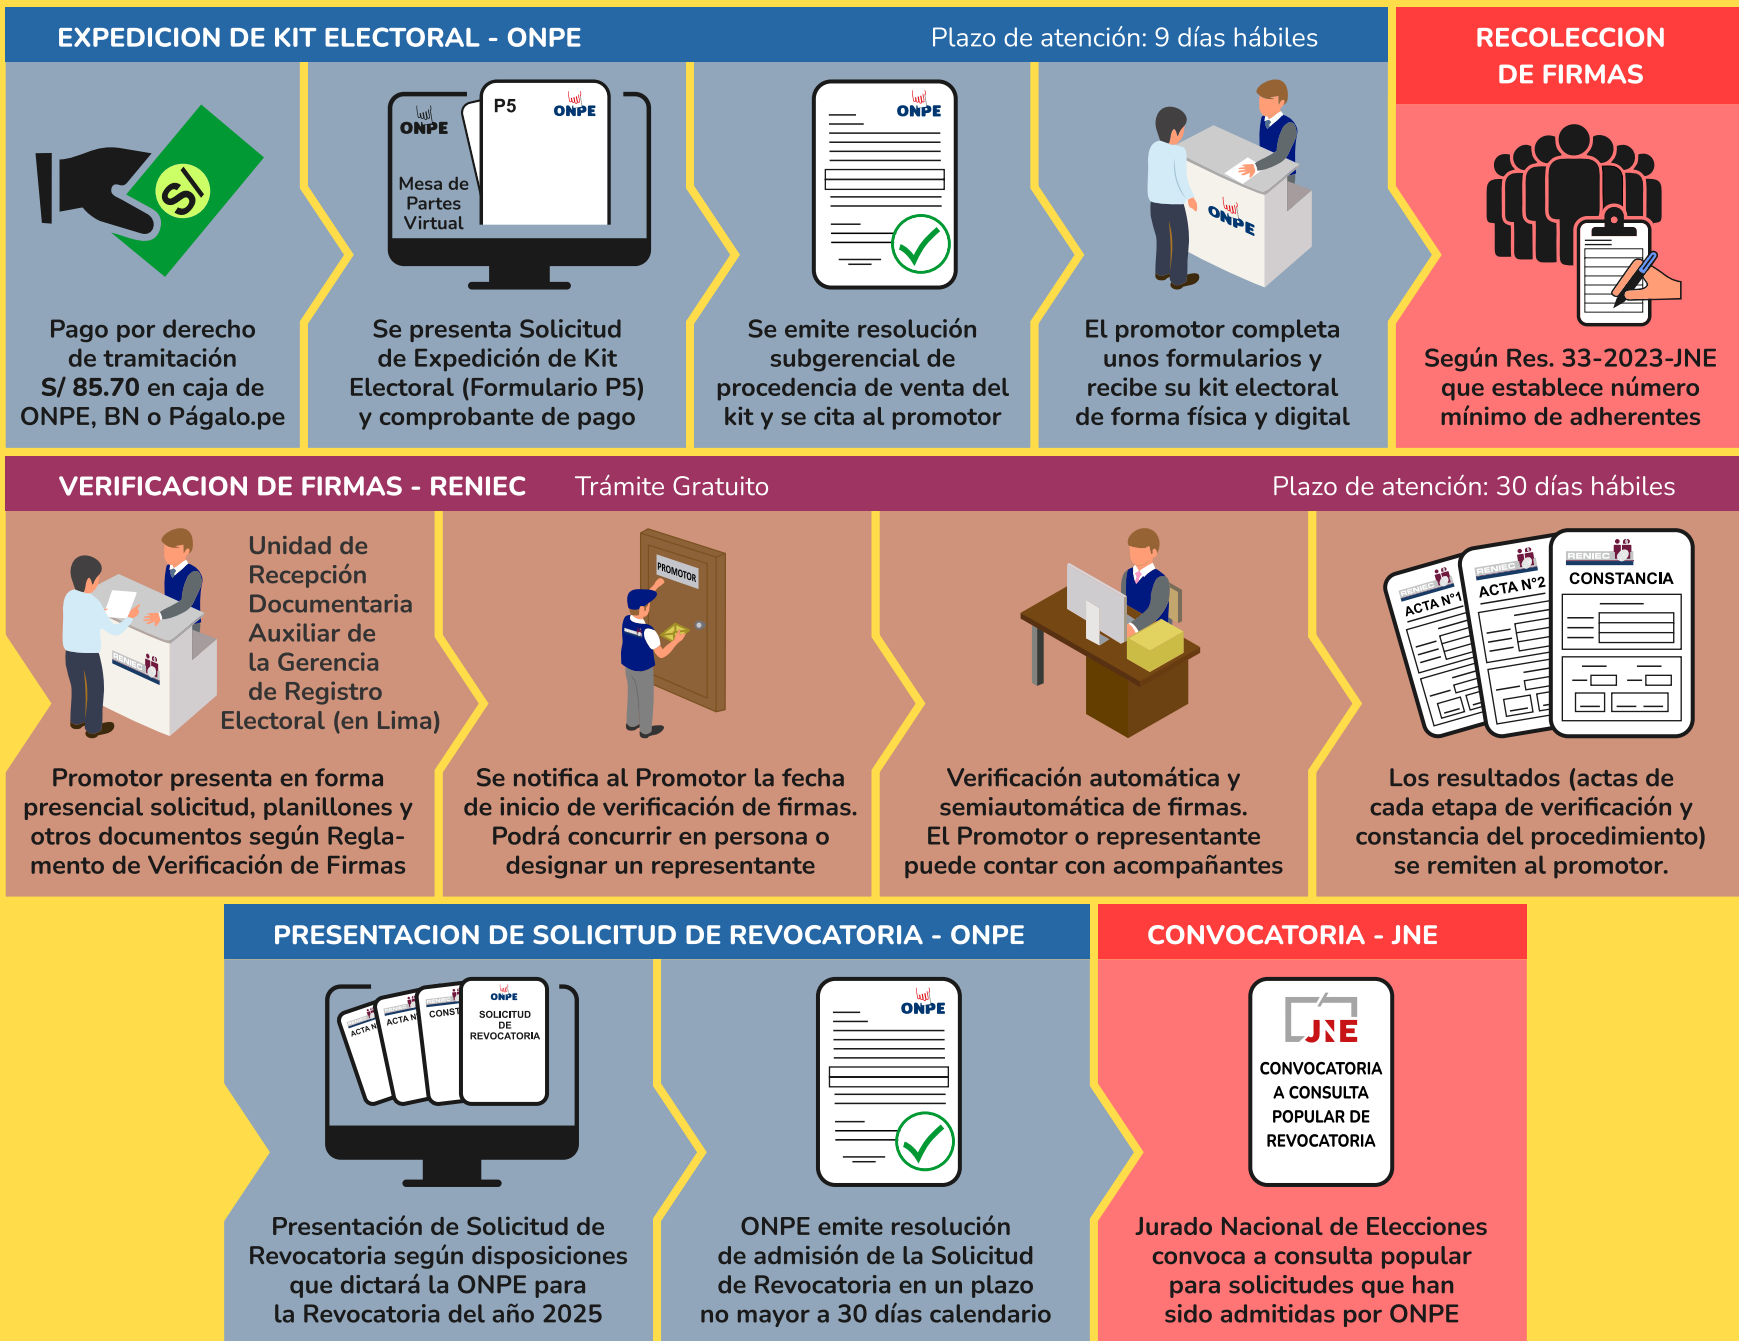 EXPEDICION DE KIT ELECTORAL - ONPE
Plazo de atención: 9 días hábiles
S/
Pago por derecho
de tramitación
S/ 85.70 en caja de
ONPE, BN o Págalo.pe
ONPE
Mesa de
Partes
Virtual
P5
ONPE
Se presenta Solicitud
de Expedición de Kit
Electoral (Formulario P5)
y comprobante de pago
ONPE
Se emite resolución
subgerencial de
procedencia de venta del
kit y se cita al promotor
ONPE
El promotor completa
unos formularios y
recibe su kit electoral
de forma física y digital
RECOLECCION
DE FIRMAS
Según Res. 33-2023-JNE
que establece número
mínimo de adherentes
VERIFICACION DE FIRMAS - RENIEC
Trámite Gratuito
Plazo de atención: 30 días hábiles
RENIEC
Unidad de
Recepción
Documentaria
Auxiliar de
la Gerencia
de Registro
Electoral (en Lima)
Promotor presenta en forma
presencial solicitud, planillones y
otros documentos según Regla-
mento de Verificación de Firmas
PROMOTOR
Se notifica al Promotor la fecha
de inicio de verificación de firmas.
Podrá concurrir en persona o
designar un representante
Verificación automática y
semiautomática de firmas.
El Promotor o representante
puede contar con acompañantes
RENIEC
ACTA N°1
RENIEC
ACTA N°2
RENIEC
CONSTANCIA
Los resultados (actas de
cada etapa de verificación y
constancia del procedimiento)
se remiten al promotor.
PRESENTACION DE SOLICITUD DE REVOCATORIA - ONPE
RENIEC
ACTA N
RENIEC
ACTA N
RENIEC
CONST
ONPE
SOLICITUD
DE
REVOCATORIA
Presentación de Solicitud de
Revocatoria según disposiciones
que dictará la ONPE para
la Revocatoria del año 2025
ONPE
ONPE emite resolución
de admisión de la Solicitud
de Revocatoria en un plazo
no mayor a 30 días calendario
CONVOCATORIA - JNE
JNE
CONVOCATORIA
A CONSULTA
POPULAR DE
REVOCATORIA
Jurado Nacional de Elecciones
convoca a consulta popular
para solicitudes que han
sido admitidas por ONPE